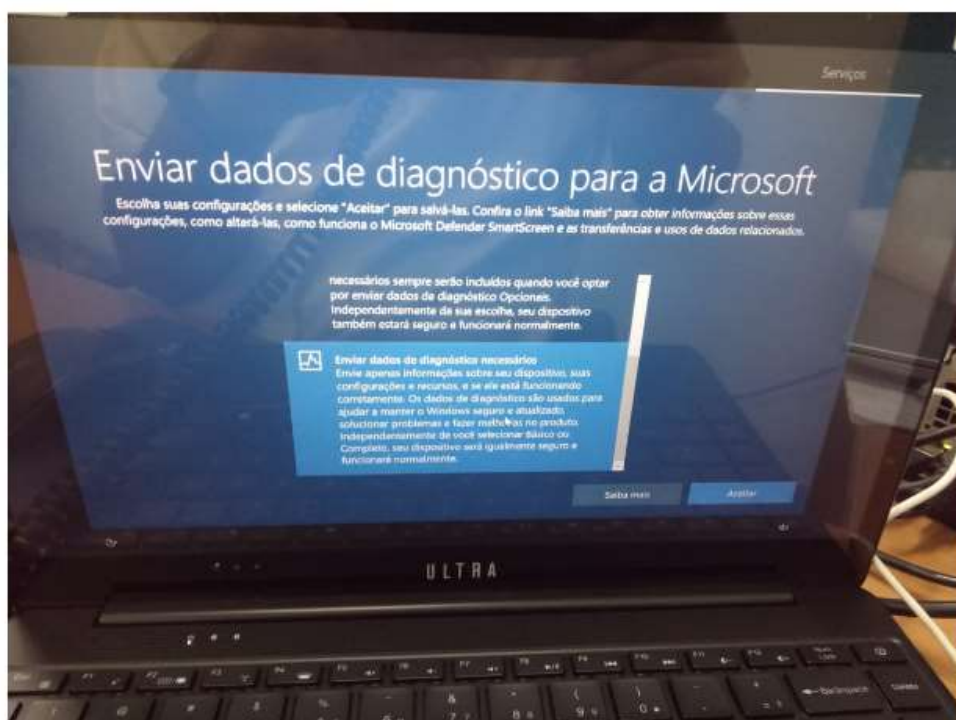 Serviços
Enviar dados de diagnóstico para a Microsoft
Escolha suas configurações e selecione "Aceitar" para salvá-las. Confira o link "Saiba mais" para obter informações sobre essas
configurações, como alterá-las, como funciona o Microsoft Defender SmartScreen e as transferências e usos de dados relacionados.
necessários sempre serão incluídos quando você optar
por enviar dados de diagnóstico Opcionais.
Independentemente da sua escolha, seu dispositivo
também estará seguro e funcionará normalmente.
Enviar dados de diagnóstico necessários
Envie apenas informações sobre seu dispositivo, suas
configurações e recursos, e se ele está funcionando
corretamente. Os dados de diagnóstico são usados para
ajudar a manter o Windows seguro e atualizado,
solucionar problemas e fazer melhorias no produto.
Independentemente de você selecionar Básico ou
Completo, seu dispositivo será igualmente seguro e
funcionará normalmente.
Saiba mais
Aceitar
ULTRA
Backspace
Delete